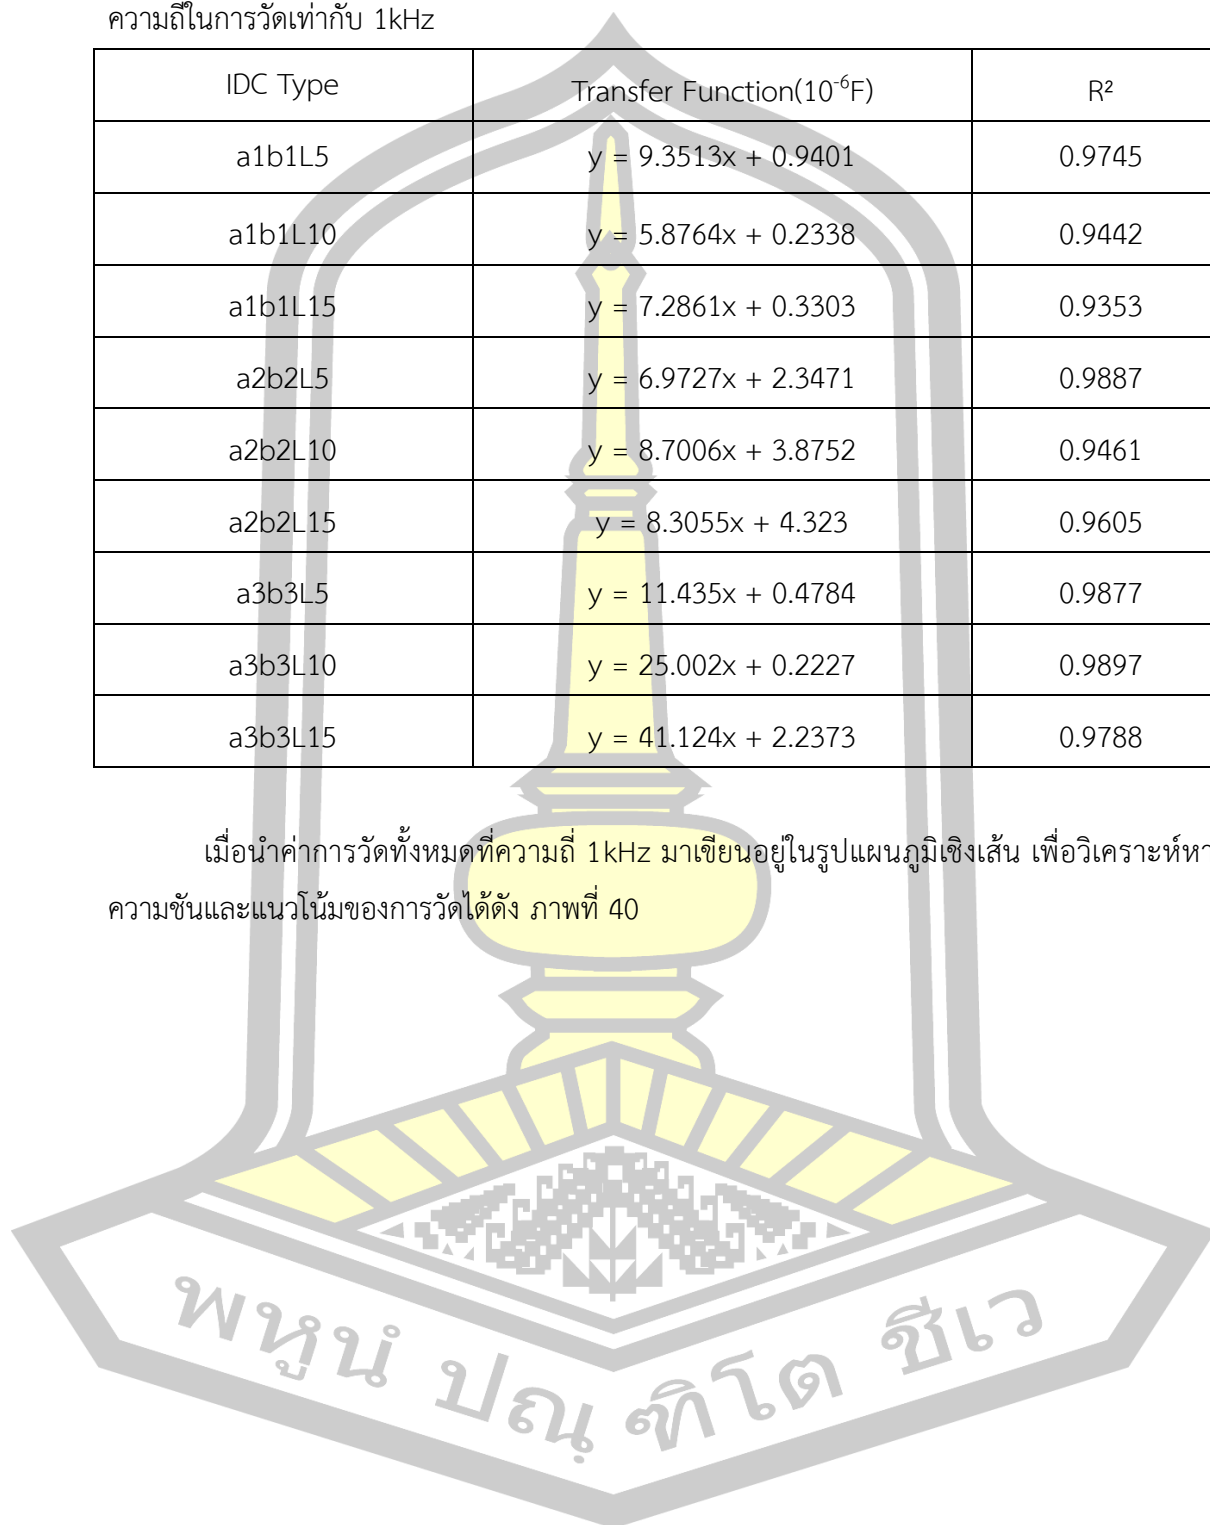 ความถี่ในการวัดเท่ากับ 1kHz
IDC Type Transfer Function(10⁻⁶F) R²
a1b1L5 y = 9.3513x + 0.9401 0.9745
a1b1L10 y = 5.8764x + 0.2338 0.9442
a1b1L15 y = 7.2861x + 0.3303 0.9353
a2b2L5 y = 6.9727x + 2.3471 0.9887
a2b2L10 y = 8.7006x + 3.8752 0.9461
a2b2L15 y = 8.3055x + 4.323 0.9605
a3b3L5 y = 11.435x + 0.4784 0.9877
a3b3L10 y = 25.002x + 0.2227 0.9897
a3b3L15 y = 41.124x + 2.2373 0.9788
เมื่อนำค่าการวัดทั้งหมดที่ความถี่ 1kHz มาเขียนอยู่ในรูปแผนภูมิเชิงเส้น เพื่อวิเคราะห์หา
ความชันและแนวโน้มของการวัดได้ดัง ภาพที่ 40
พหูนํ ปณฺฑิโต ชีเว